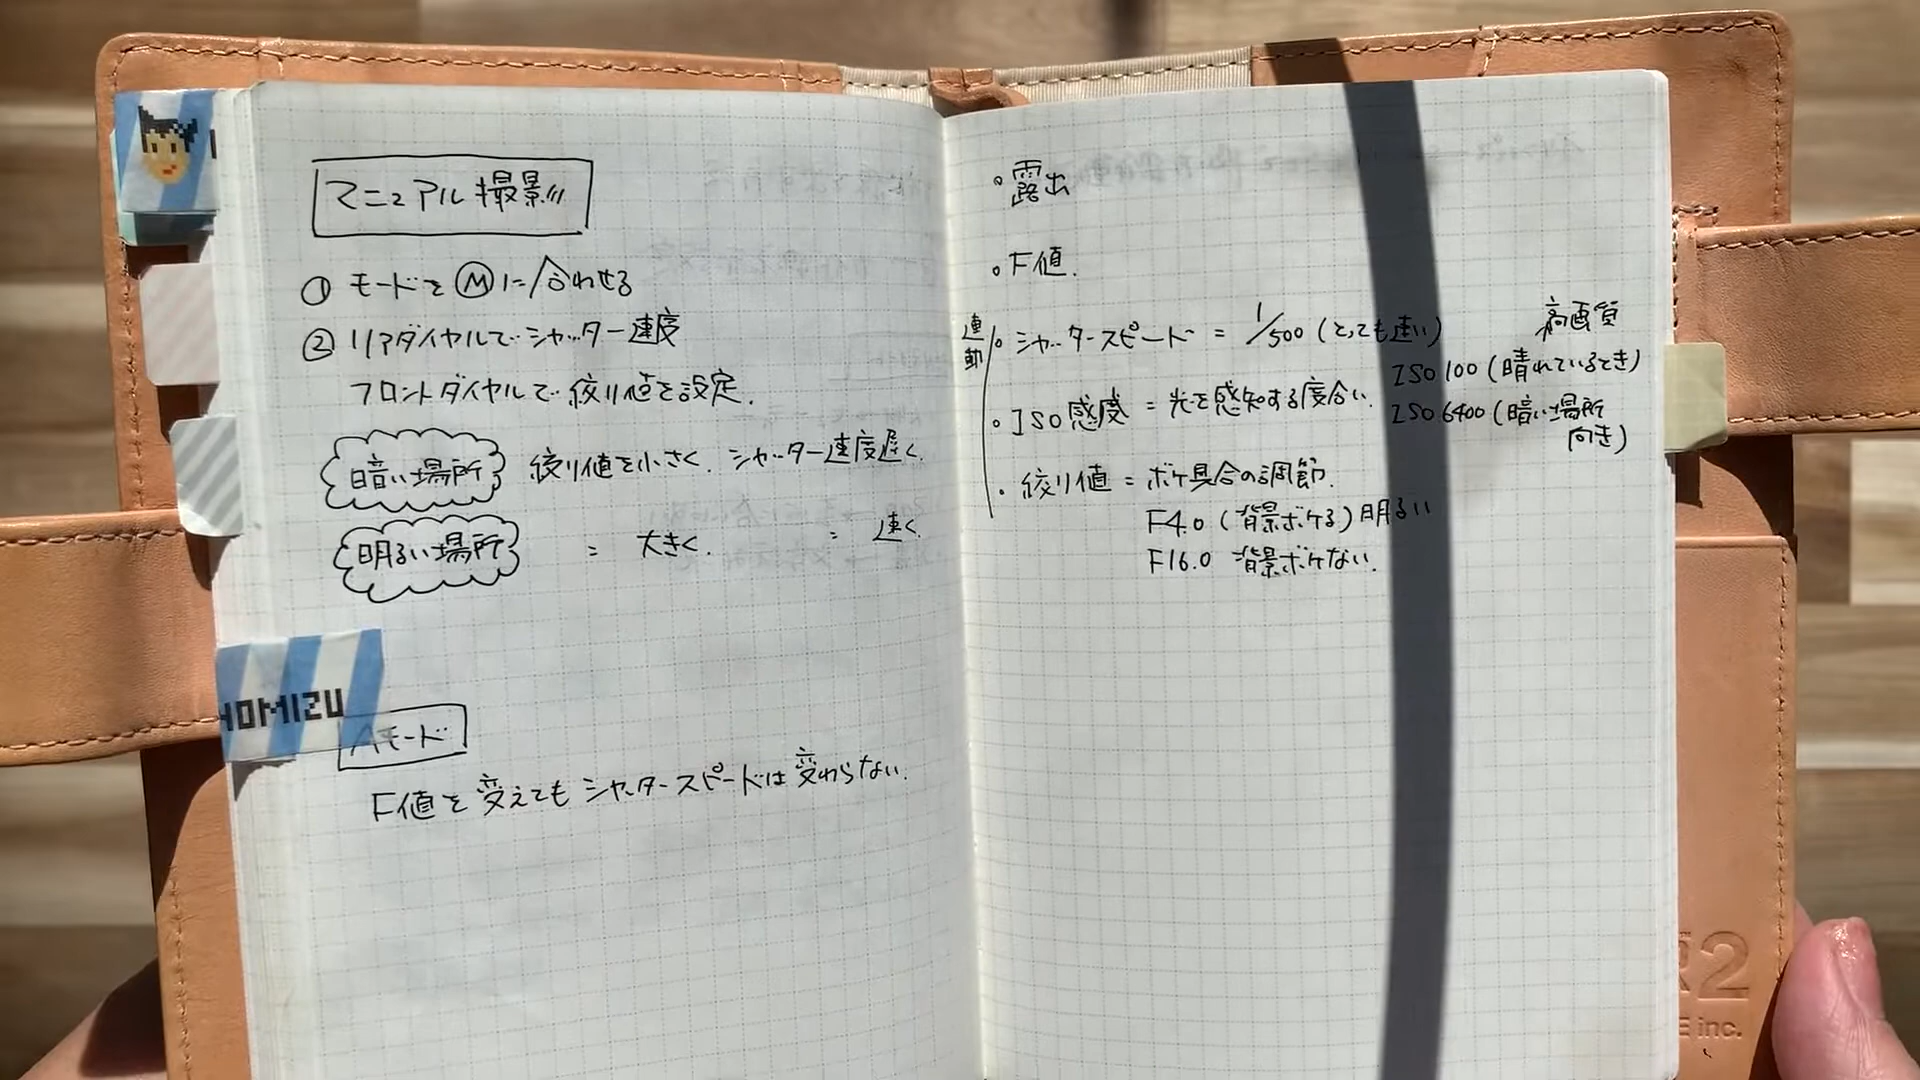 マニュアル撮影
① モードを Ⓜ に合わせる
② リアダイヤルでシャッター速度
フロントダイヤルで絞り値を設定.
暗い場所 絞り値を小さく. シャッター速度遅く.
明るい場所 〃 大きく. 〃 速く.
HOMIZU
Aモード
F値を変えてもシャッタースピードは変わらない.
・露出
・F値.
連動
・シャッタースピード = 1/500 (とっても速い)
・ISO感度 = 光を感知する度合い.
高画質
ISO 100 (晴れているとき)
ISO 6400 (暗い場所
向き)
・絞り値 = ボケ具合の調節.
F4.0 (背景ボケる) 明るい
F16.0 背景ボケない.
2
E inc.